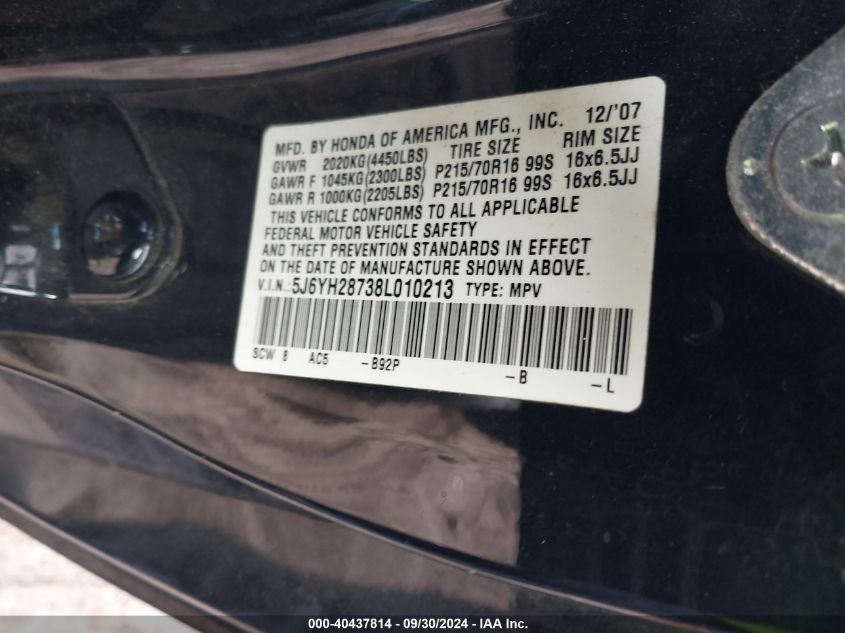 MFD. BY HONDA OF AMERICA MFG., INC. 12/'07
GVWR 2020KG(4450LBS) TIRE SIZE RIM SIZE
GAWR F 1045KG(2300LBS) P215/70R16 99S 16x6.5JJ
GAWR R 1000KG(2205LBS) P215/70R16 99S 16x6.5JJ
THIS VEHICLE CONFORMS TO ALL APPLICABLE
FEDERAL MOTOR VEHICLE SAFETY
AND THEFT PREVENTION STANDARDS IN EFFECT
ON THE DATE OF MANUFACTURE SHOWN ABOVE.
V.I.N.:5J6YH28738L010213 TYPE: MPV
SCW 8 AC5 -B92P -B -L
000-40437814 - 09/30/2024 - IAA Inc.